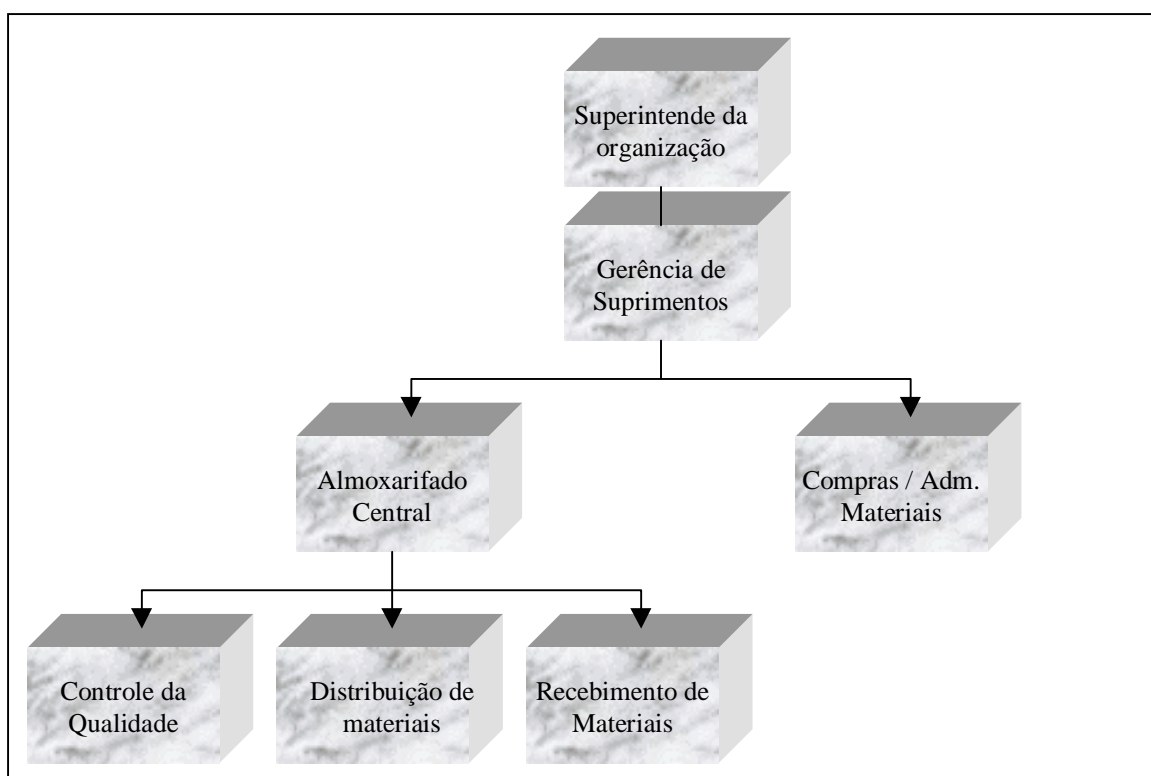 Superintende da
organização
Gerência de
Suprimentos
Almoxarifado
Central
Compras / Adm.
Materiais
Controle da
Qualidade
Distribuição de
materiais
Recebimento de
Materiais